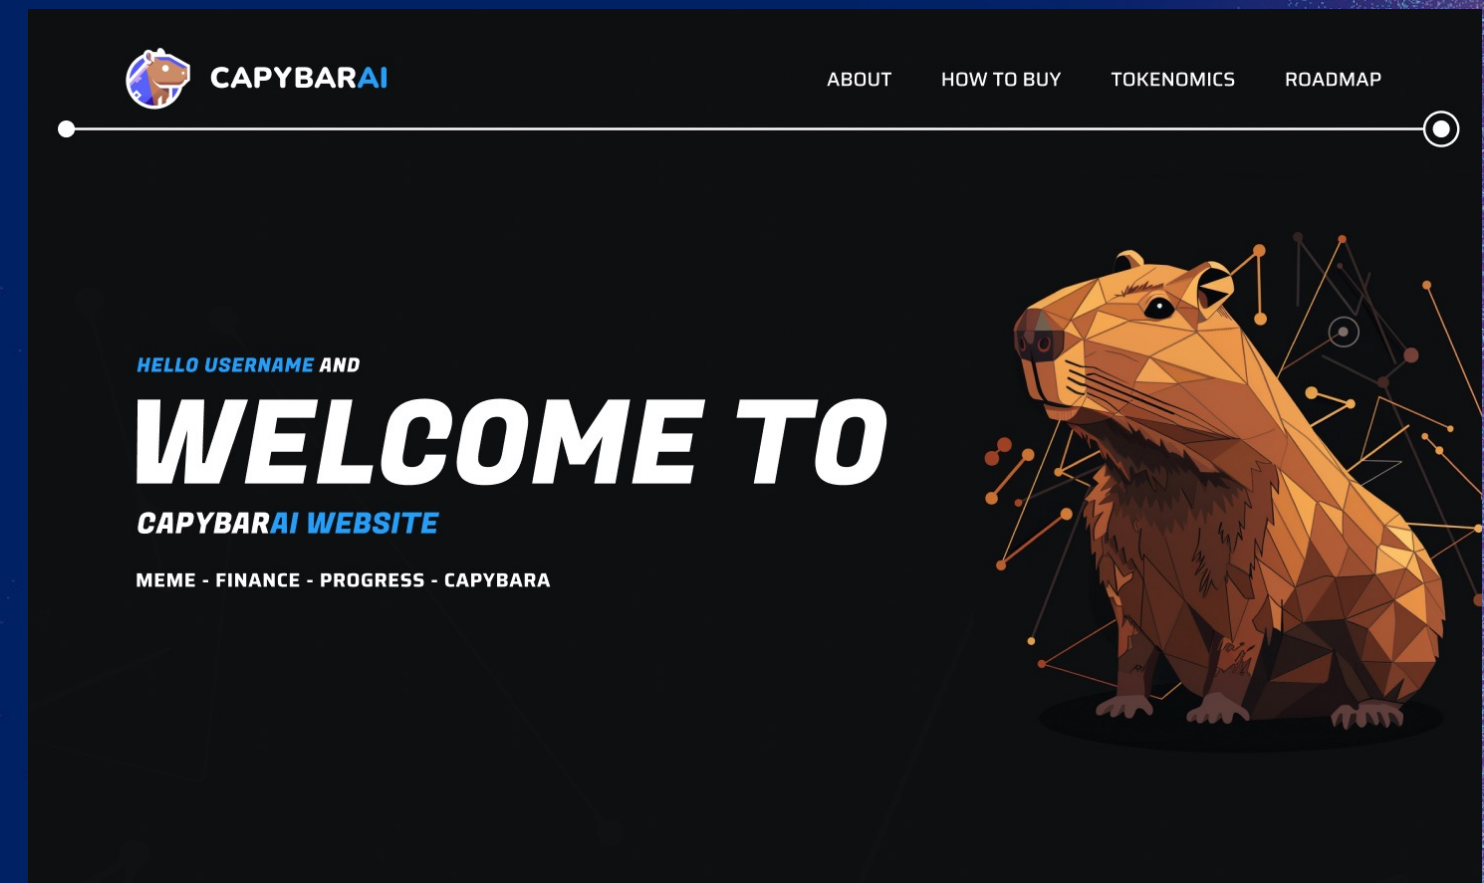 CAPYBARAI
ABOUT HOW TO BUY TOKENOMICS ROADMAP
HELLO USERNAME AND
WELCOME TO
CAPYBARAI WEBSITE
MEME - FINANCE - PROGRESS - CAPYBARA